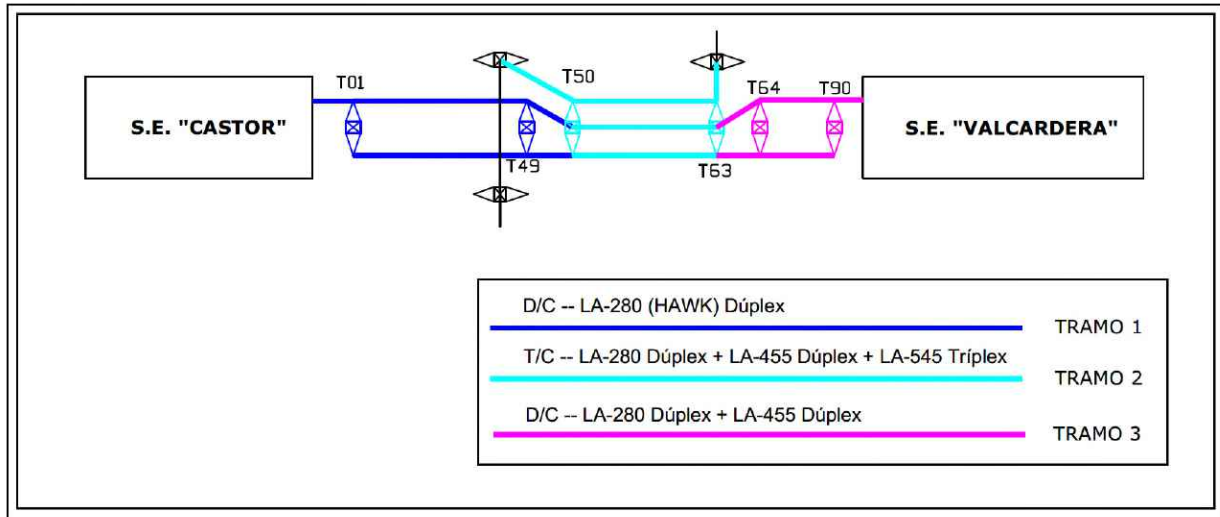 T01
T50
T64
T90
S.E. "CASTOR"
S.E. "VALCARDERA"
T49
T63
D/C -- LA-280 (HAWK) Dúplex
TRAMO 1
T/C -- LA-280 Dúplex + LA-455 Dúplex + LA-545 Tríplex
TRAMO 2
D/C -- LA-280 Dúplex + LA-455 Dúplex
TRAMO 3